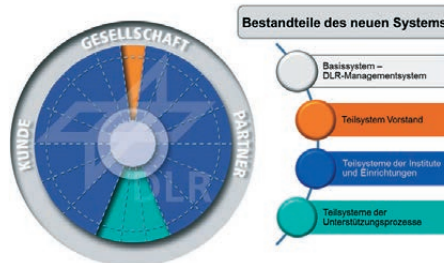 GESELLSCHAFT
KUNDE
PARTNER
DLR
Bestandteile des neuen Systems
Basissystem –
DLR-Managementsystem
Teilsystem Vorstand
Teilsysteme der Institute
und Einrichtungen
Teilsysteme der
Unterstützungsprozesse